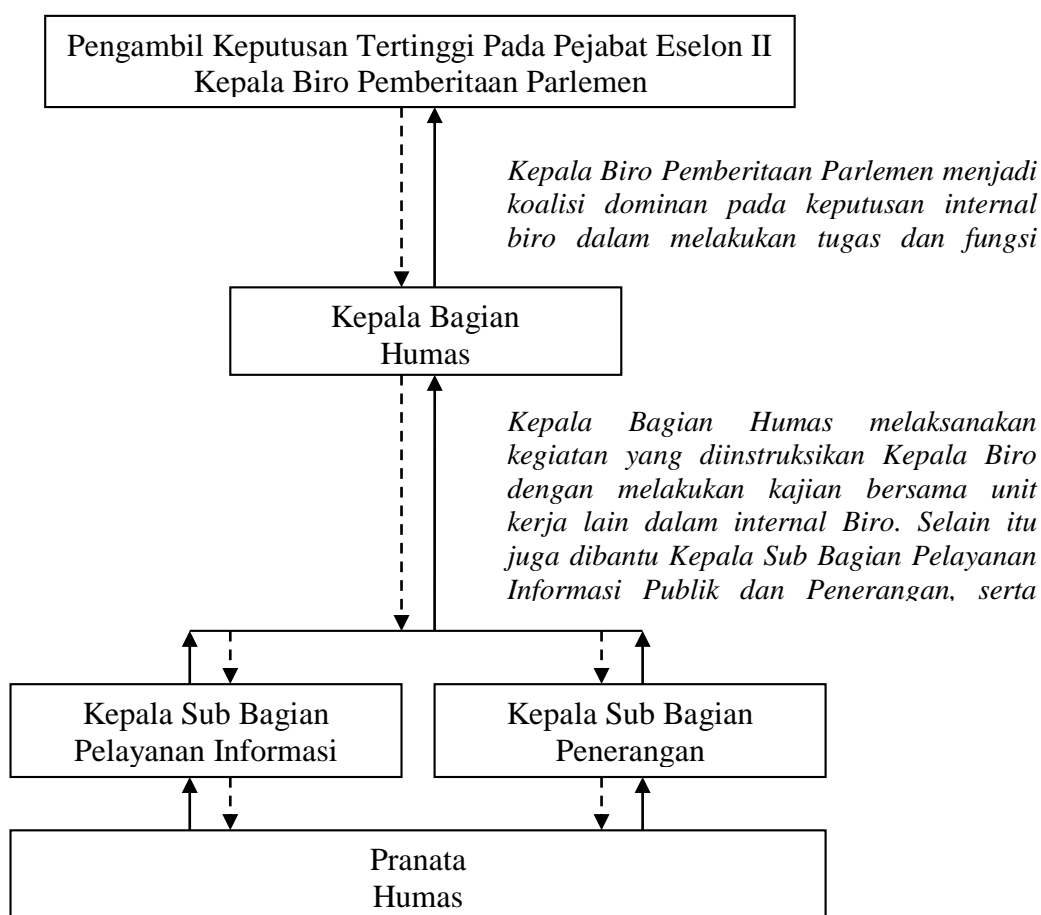 Pengambil Keputusan Tertinggi Pada Pejabat Eselon II
Kepala Biro Pemberitaan Parlemen
Kepala Biro Pemberitaan Parlemen menjadi
koalisi dominan pada keputusan internal
biro dalam melakukan tugas dan fungsi
Kepala Bagian
Humas
Kepala Bagian Humas melaksanakan
kegiatan yang diinstruksikan Kepala Biro
dengan melakukan kajian bersama unit
kerja lain dalam internal Biro. Selain itu
juga dibantu Kepala Sub Bagian Pelayanan
Informasi Publik dan Penerangan, serta
Kepala Sub Bagian
Pelayanan Informasi
Kepala Sub Bagian
Penerangan
Pranata
Humas